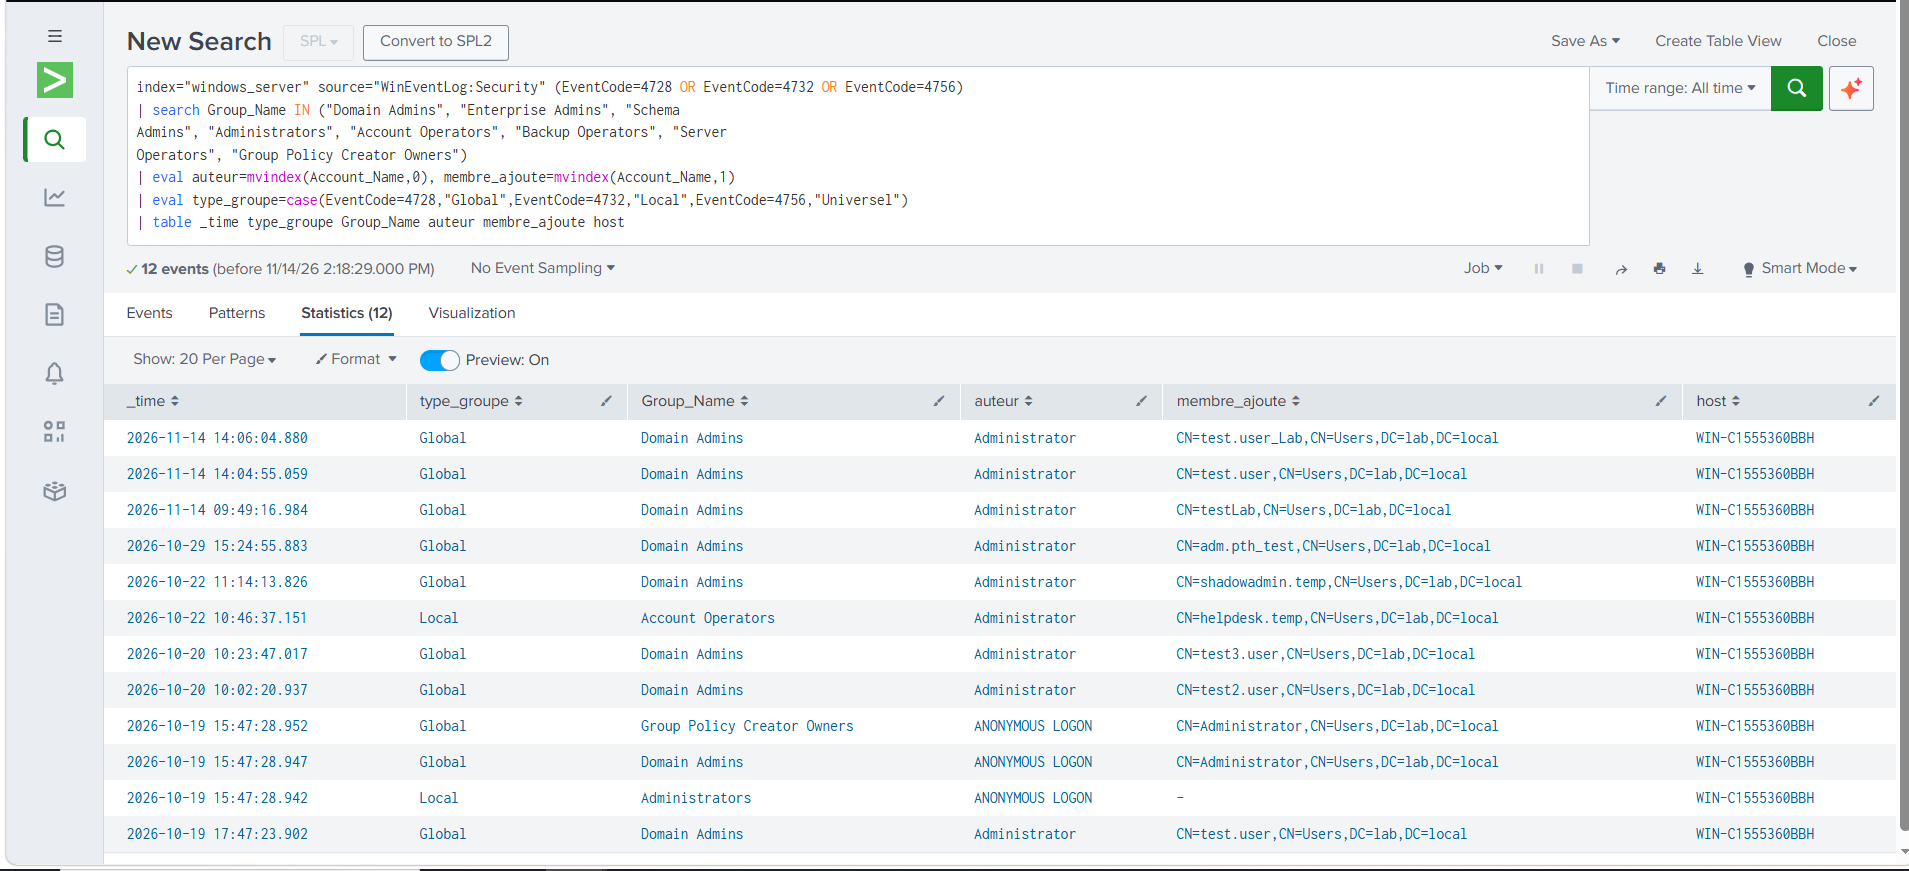 New Search
SPL
Convert to SPL2
Save As
Create Table View
Close
index="windows_server" source="WinEventLog:Security" (EventCode=4728 OR EventCode=4732 OR EventCode=4756)
| search Group_Name IN ("Domain Admins", "Enterprise Admins", "Schema
Admins", "Administrators", "Account Operators", "Backup Operators", "Server
Operators", "Group Policy Creator Owners")
| eval auteur=mvindex(Account_Name,0), membre_ajoute=mvindex(Account_Name,1)
| eval type_groupe=case(EventCode=4728,"Global",EventCode=4732,"Local",EventCode=4756,"Universel")
| table _time type_groupe Group_Name auteur membre_ajoute host
Time range: All time
12 events (before 11/14/26 2:18:29.000 PM)
No Event Sampling
Job
Smart Mode
Events
Patterns
Statistics (12)
Visualization
Show: 20 Per Page
Format
Preview: On
_time type_groupe Group_Name auteur membre_ajoute host
2026-11-14 14:06:04.880 Global Domain Admins Administrator CN=test.user_Lab,CN=Users,DC=lab,DC=local WIN-C1555360BBH
2026-11-14 14:04:55.059 Global Domain Admins Administrator CN=test.user,CN=Users,DC=lab,DC=local WIN-C1555360BBH
2026-11-14 09:49:16.984 Global Domain Admins Administrator CN=testLab,CN=Users,DC=lab,DC=local WIN-C1555360BBH
2026-10-29 15:24:55.883 Global Domain Admins Administrator CN=adm.pth_test,CN=Users,DC=lab,DC=local WIN-C1555360BBH
2026-10-22 11:14:13.826 Global Domain Admins Administrator CN=shadowadmin.temp,CN=Users,DC=lab,DC=local WIN-C1555360BBH
2026-10-22 10:46:37.151 Local Account Operators Administrator CN=helpdesk.temp,CN=Users,DC=lab,DC=local WIN-C1555360BBH
2026-10-20 10:23:47.017 Global Domain Admins Administrator CN=test3.user,CN=Users,DC=lab,DC=local WIN-C1555360BBH
2026-10-20 10:02:20.937 Global Domain Admins Administrator CN=test2.user,CN=Users,DC=lab,DC=local WIN-C1555360BBH
2026-10-19 15:47:28.952 Global Group Policy Creator Owners ANONYMOUS LOGON CN=Administrator,CN=Users,DC=lab,DC=local WIN-C1555360BBH
2026-10-19 15:47:28.947 Global Domain Admins ANONYMOUS LOGON CN=Administrator,CN=Users,DC=lab,DC=local WIN-C1555360BBH
2026-10-19 15:47:28.942 Local Administrators ANONYMOUS LOGON - WIN-C1555360BBH
2026-10-19 17:47:23.902 Global Domain Admins Administrator CN=test.user,CN=Users,DC=lab,DC=local WIN-C1555360BBH